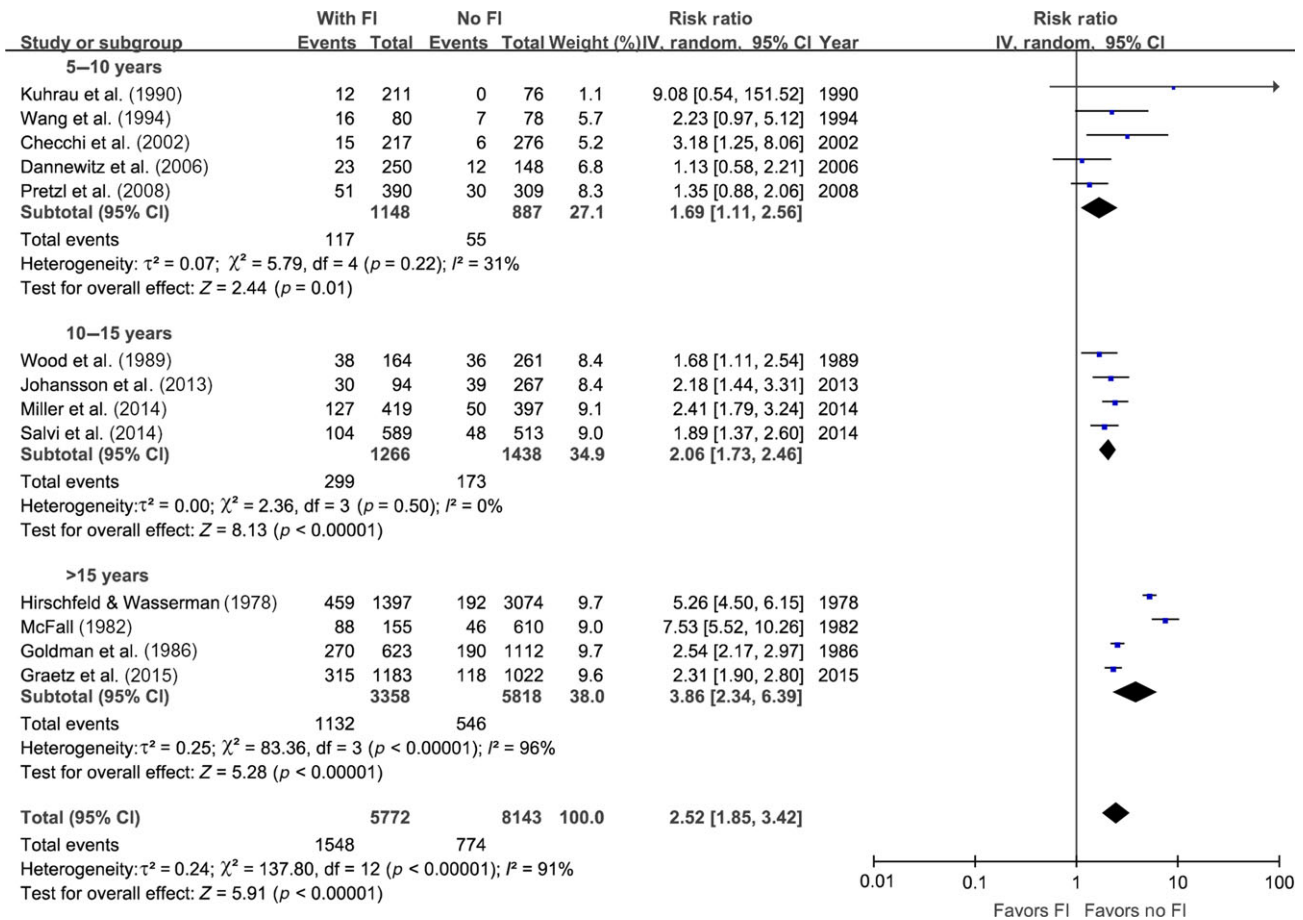 With FI No FI Risk ratio Risk ratio
Study or subgroup Events Total Events Total Weight (%) IV, random, 95% CI Year IV, random, 95% CI
5–10 years
Kuhrau et al. (1990) 12 211 0 76 1.1 9.08 [0.54, 151.52] 1990
Wang et al. (1994) 16 80 7 78 5.7 2.23 [0.97, 5.12] 1994
Checchi et al. (2002) 15 217 6 276 5.2 3.18 [1.25, 8.06] 2002
Dannewitz et al. (2006) 23 250 12 148 6.8 1.13 [0.58, 2.21] 2006
Pretzl et al. (2008) 51 390 30 309 8.3 1.35 [0.88, 2.06] 2008
Subtotal (95% CI) 1148 887 27.1 1.69 [1.11, 2.56]
Total events 117 55
Heterogeneity: τ² = 0.07; χ² = 5.79, df = 4 (p = 0.22); I² = 31%
Test for overall effect: Z = 2.44 (p = 0.01)
10–15 years
Wood et al. (1989) 38 164 36 261 8.4 1.68 [1.11, 2.54] 1989
Johansson et al. (2013) 30 94 39 267 8.4 2.18 [1.44, 3.31] 2013
Miller et al. (2014) 127 419 50 397 9.1 2.41 [1.79, 3.24] 2014
Salvi et al. (2014) 104 589 48 513 9.0 1.89 [1.37, 2.60] 2014
Subtotal (95% CI) 1266 1438 34.9 2.06 [1.73, 2.46]
Total events 299 173
Heterogeneity: τ² = 0.00; χ² = 2.36, df = 3 (p = 0.50); I² = 0%
Test for overall effect: Z = 8.13 (p < 0.00001)
>15 years
Hirschfeld & Wasserman (1978) 459 1397 192 3074 9.7 5.26 [4.50, 6.15] 1978
McFall (1982) 88 155 46 610 9.0 7.53 [5.52, 10.26] 1982
Goldman et al. (1986) 270 623 190 1112 9.7 2.54 [2.17, 2.97] 1986
Graetz et al. (2015) 315 1183 118 1022 9.6 2.31 [1.90, 2.80] 2015
Subtotal (95% CI) 3358 5818 38.0 3.86 [2.34, 6.39]
Total events 1132 546
Heterogeneity: τ² = 0.25; χ² = 83.36, df = 3 (p < 0.00001); I² = 96%
Test for overall effect: Z = 5.28 (p < 0.00001)
Total (95% CI) 5772 8143 100.0 2.52 [1.85, 3.42]
Total events 1548 774
Heterogeneity: τ² = 0.24; χ² = 137.80, df = 12 (p < 0.00001); I² = 91%
Test for overall effect: Z = 5.91 (p < 0.00001)
0.01 0.1 1 10 100
Favors FI Favors no FI